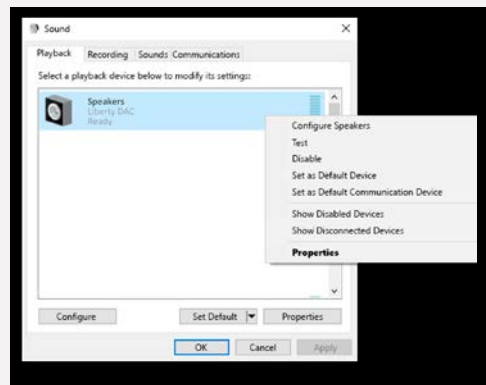 Sound
Playback Recording Sounds Communications
Select a playback device below to modify its settings:
Speakers
Liberty DAC
Ready
Configure Speakers
Test
Disable
Set as Default Device
Set as Default Communication Device
Show Disabled Devices
Show Disconnected Devices
Properties
Configure Set Default Properties
OK Cancel Apply